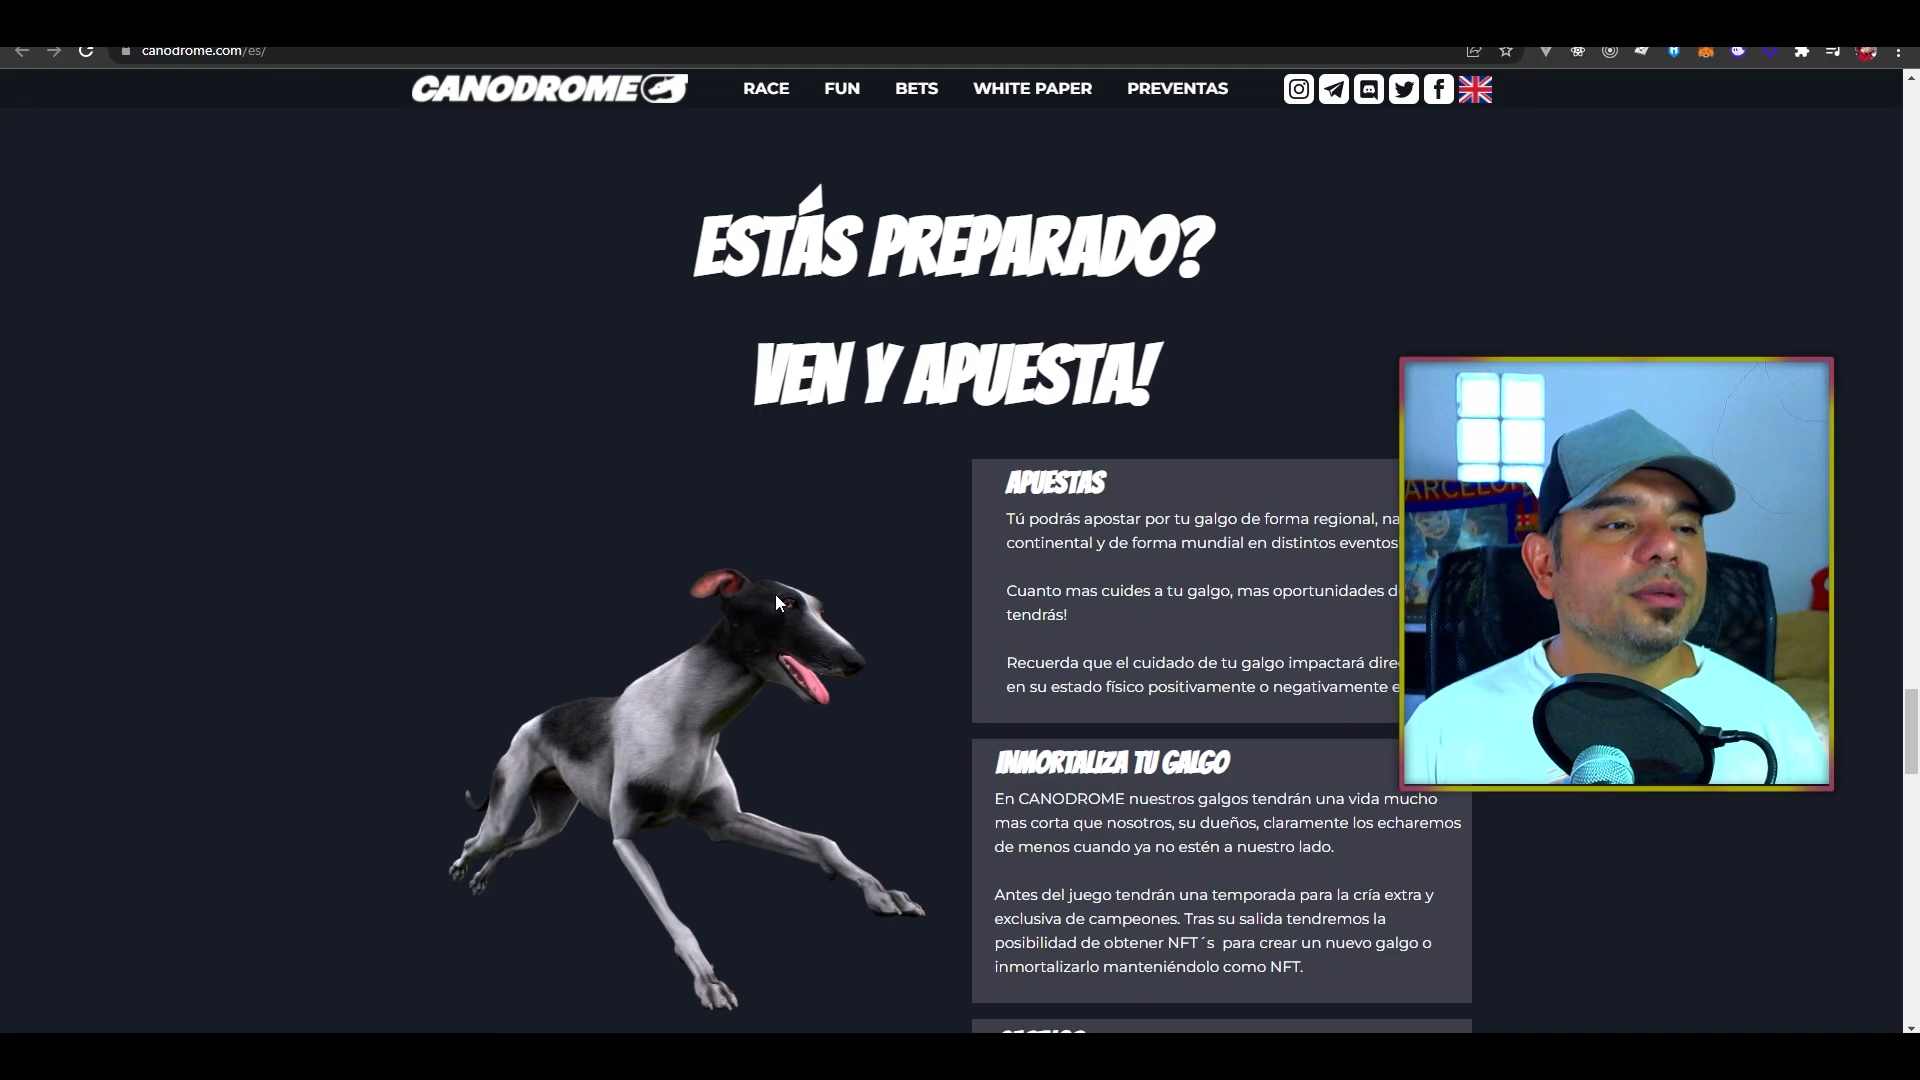 canodrome.com/es/
CANODROME
RACE
FUN
BETS
WHITE PAPER
PREVENTAS
ESTÁS PREPARADO?
VEN Y APUESTA!
APUESTAS
Tú podrás apostar por tu galgo de forma regional,
continental y de forma mundial en distintos eventos
Cuanto mas cuides a tu galgo, mas oportunidades
tendrás!
Recuerda que el cuidado de tu galgo impactará
en su estado físico positivamente o negativamente
INMORTALIZA TU GALGO
En CANODROME nuestros galgos tendrán una vida mucho
mas corta que nosotros, su dueños, claramente los echaremos
de menos cuando ya no estén a nuestro lado.
Antes del juego tendrán una temporada para la cría extra y
exclusiva de campeones. Tras su salida tendremos la
posibilidad de obtener NFT´s para crear un nuevo galgo o
inmortalizarlo manteniéndolo como NFT.